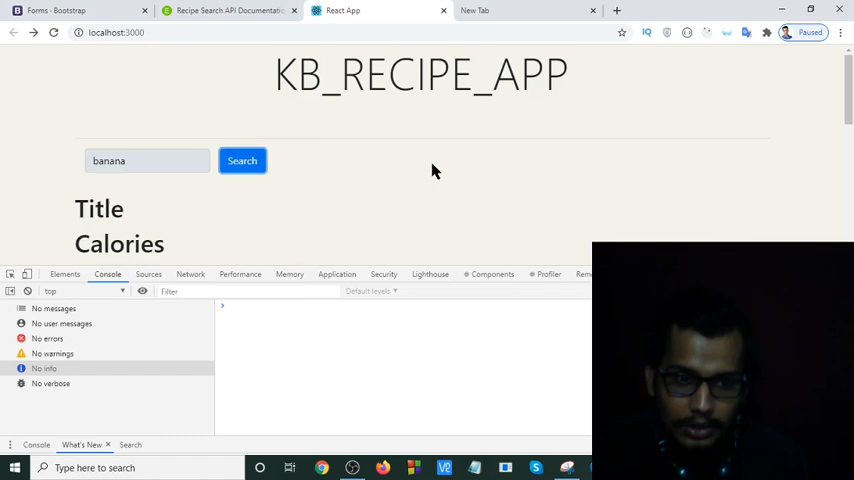 Forms - Bootstrap
Recipe Search API Documentatio
React App
New Tab
localhost:3000
IQ
Paused
KB_RECIPE_APP
banana
Search
Title
Calories
Elements
Console
Sources
Network
Performance
Memory
Application
Security
Lighthouse
Components
Profiler
Rem
top
Filter
Default levels
No messages
No user messages
No errors
No warnings
No info
No verbose
Console
What's New
Search
Type here to search